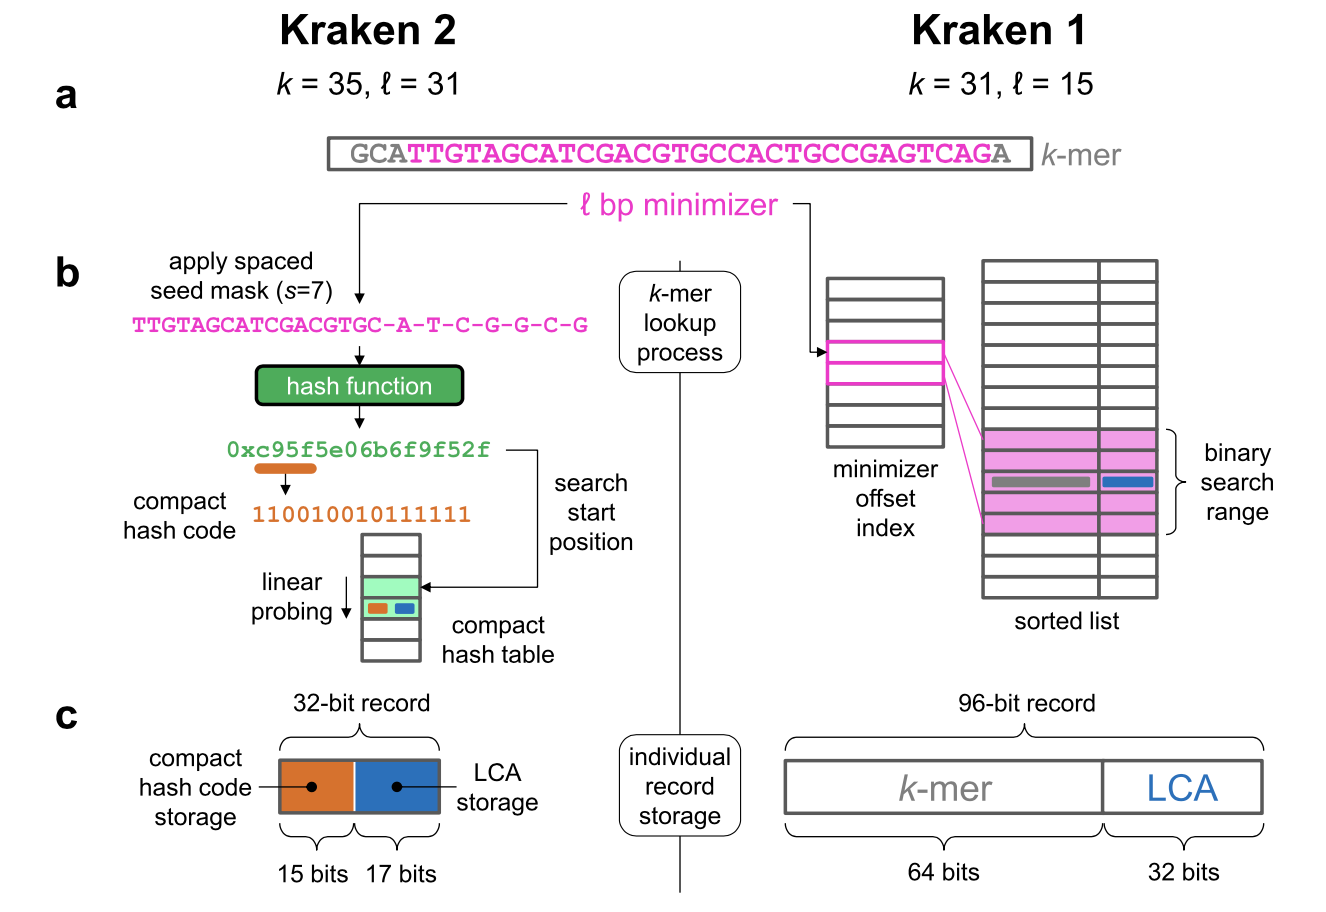 Kraken 2
Kraken 1
k = 35, ℓ = 31
k = 31, ℓ = 15
a
GCATTGTAGCATCGACGTGCCACTGCCGAGTCAGA
k-mer
ℓ bp minimizer
b
apply spaced
seed mask (s=7)
TTGTAGCATCGACGTGC-A-T-C-G-G-C-G
hash function
0xc95f5e06b6f9f52f
compact
hash code
110010010111111
search
start
position
linear
probing
compact
hash table
k-mer
lookup
process
minimizer
offset
index
binary
search
range
sorted list
c
32-bit record
compact
hash code
storage
LCA
storage
15 bits
17 bits
individual
record
storage
96-bit record
k-mer
LCA
64 bits
32 bits